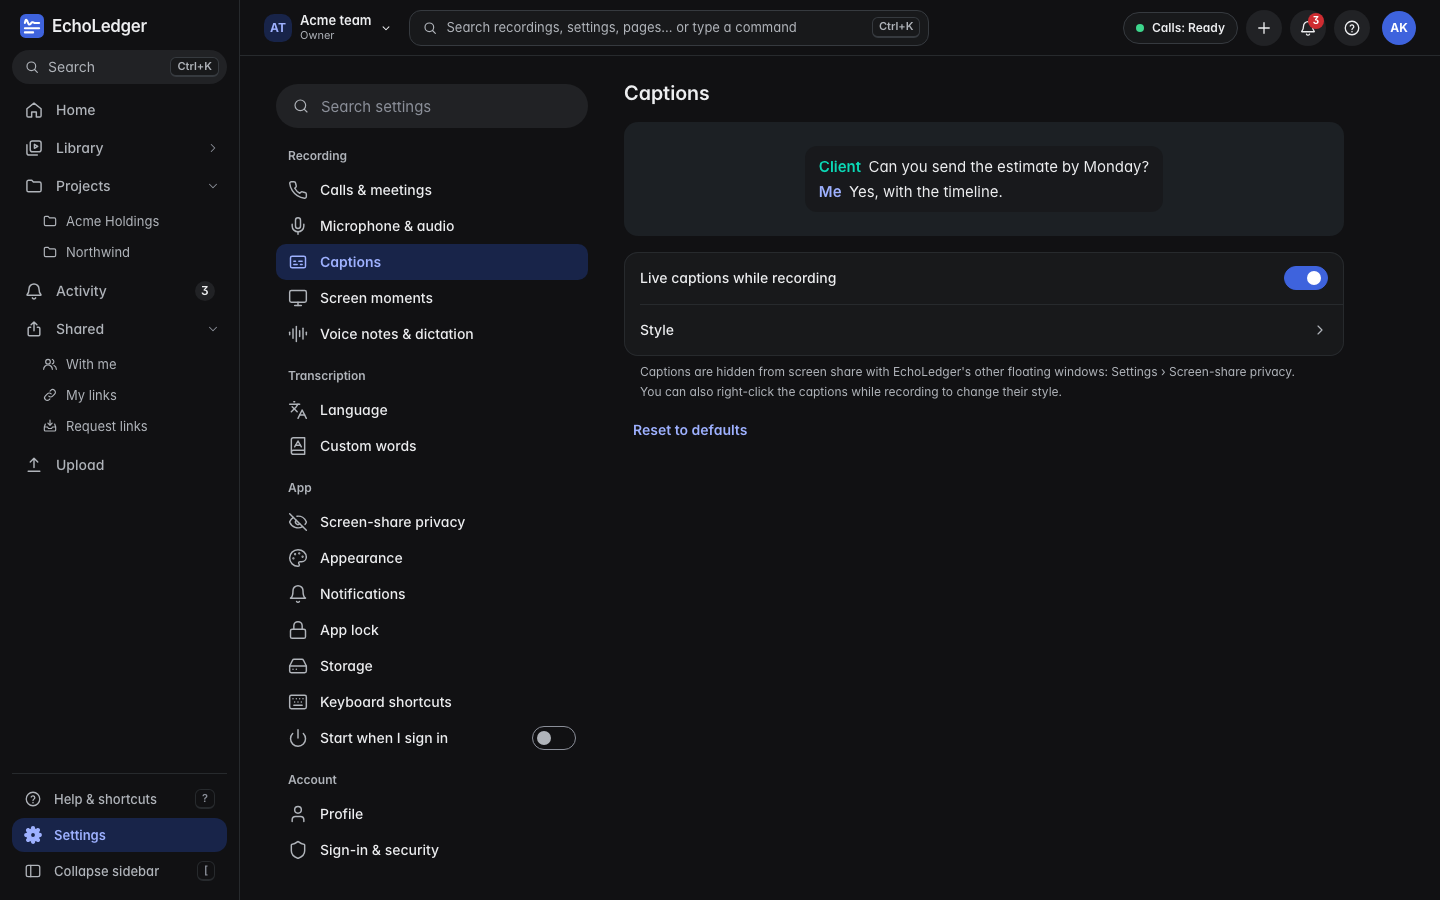 EchoLedger
Search Ctrl+K
Home
Library
Projects
Acme Holdings
Northwind
Activity 3
Shared
With me
My links
Request links
Upload
Help & shortcuts ?
Settings
Collapse sidebar [
AT Acme team
Owner
Search recordings, settings, pages... or type a command Ctrl+K
Calls: Ready
3
AK
Search settings
Recording
Calls & meetings
Microphone & audio
Captions
Screen moments
Voice notes & dictation
Transcription
Language
Custom words
App
Screen-share privacy
Appearance
Notifications
App lock
Storage
Keyboard shortcuts
Start when I sign in
Account
Profile
Sign-in & security
Captions
Client Can you send the estimate by Monday?
Me Yes, with the timeline.
Live captions while recording
Style
Captions are hidden from screen share with EchoLedger's other floating windows: Settings › Screen-share privacy.
You can also right-click the captions while recording to change their style.
Reset to defaults